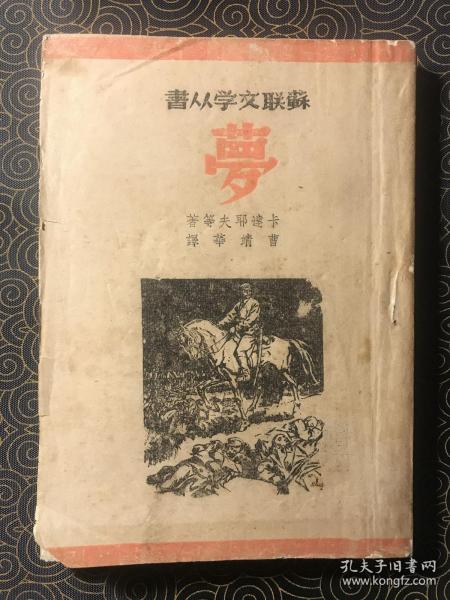 蘇联文学从書
夢
卡達耶夫等著
曹靖華譯
孔夫子旧书网
www.kongfz.com